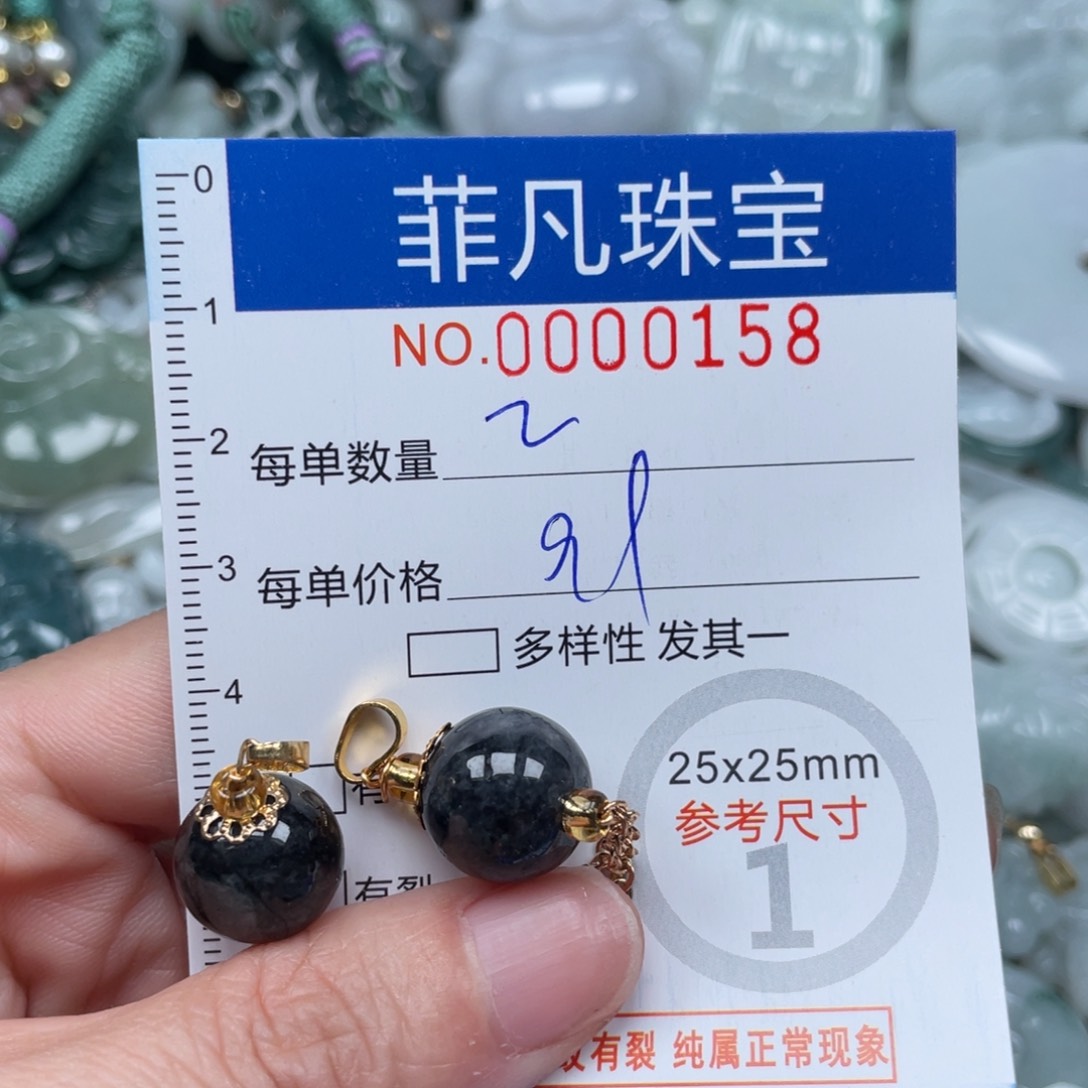 0
菲凡珠宝
1
NO.0000158
2
每单数量 2
3
每单价格 91
多样性 发其一
4
25x25mm
参考尺寸
有
1
有裂
有裂 纯属正常现象